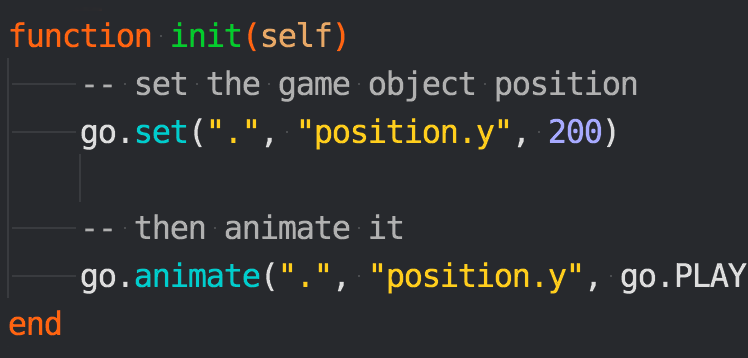 function init(self)
-- set the game object position
go.set(".", "position.y", 200)
-- then animate it
go.animate(".", "position.y", go.PLAY
end